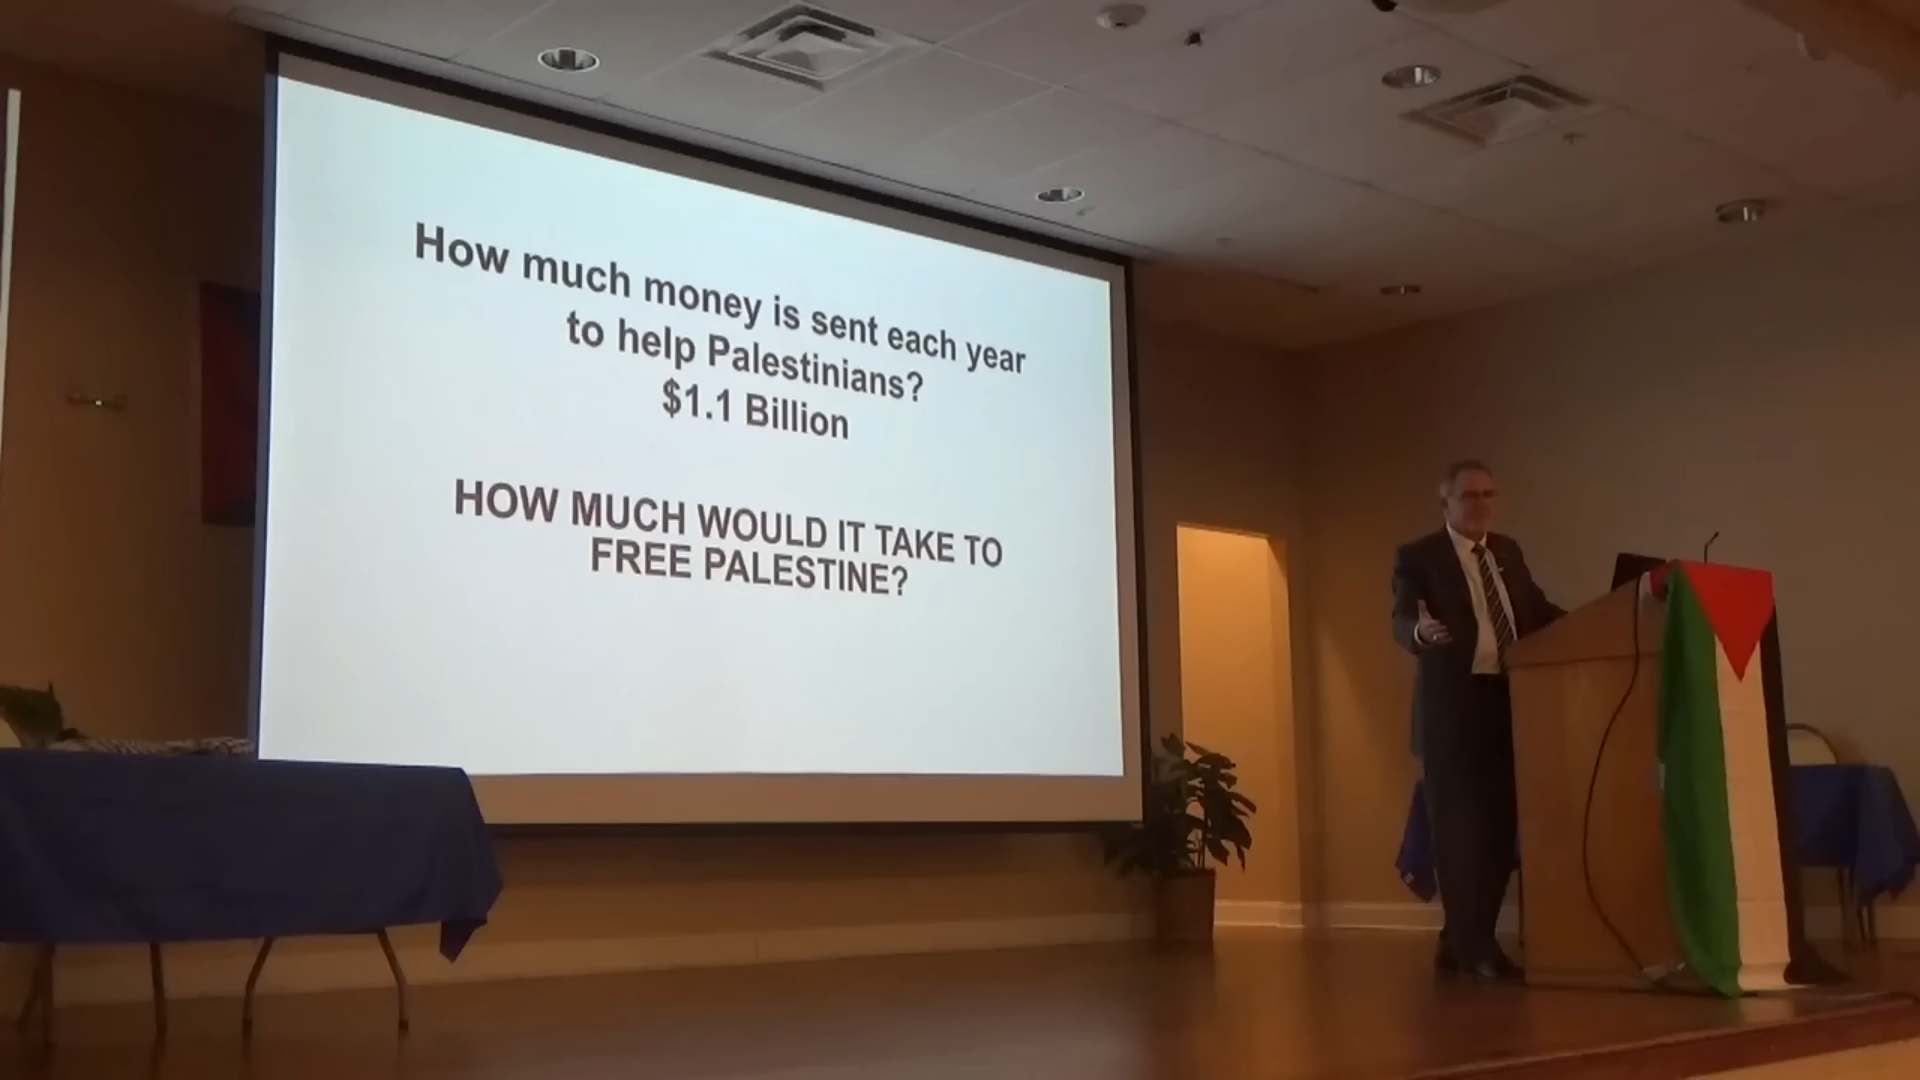 How much money is sent each year
to help Palestinians?
$1.1 Billion
HOW MUCH WOULD IT TAKE TO
FREE PALESTINE?